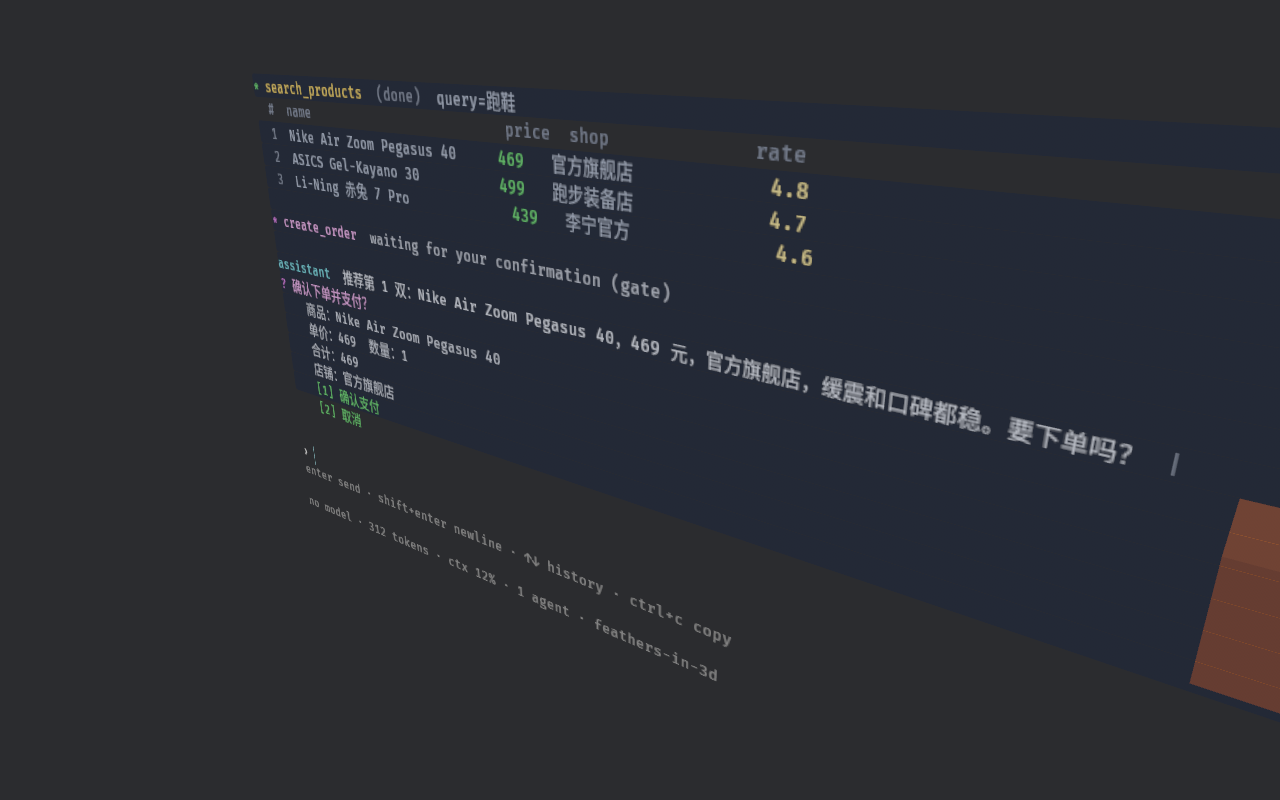 * search_products (done) query=跑鞋
# name price shop rate
1 Nike Air Zoom Pegasus 40 469 官方旗舰店 4.8
2 ASICS Gel-Kayano 30 499 跑步装备店 4.7
3 Li-Ning 赤兔 7 Pro 439 李宁官方 4.6
* create_order waiting for your confirmation (gate)
assistant 推荐第 1 双: Nike Air Zoom Pegasus 40, 469 元, 官方旗舰店, 缓震和口碑都稳。要下单吗?
? 确认下单并支付?
商品: Nike Air Zoom Pegasus 40
单价: 469 数量: 1
合计: 469
店铺: 官方旗舰店
[1] 确认支付
[2] 取消
›
enter send · shift+enter newline · ↑↓ history · ctrl+c copy
no model · 312 tokens · ctx 12% · 1 agent · feathers-in-3d